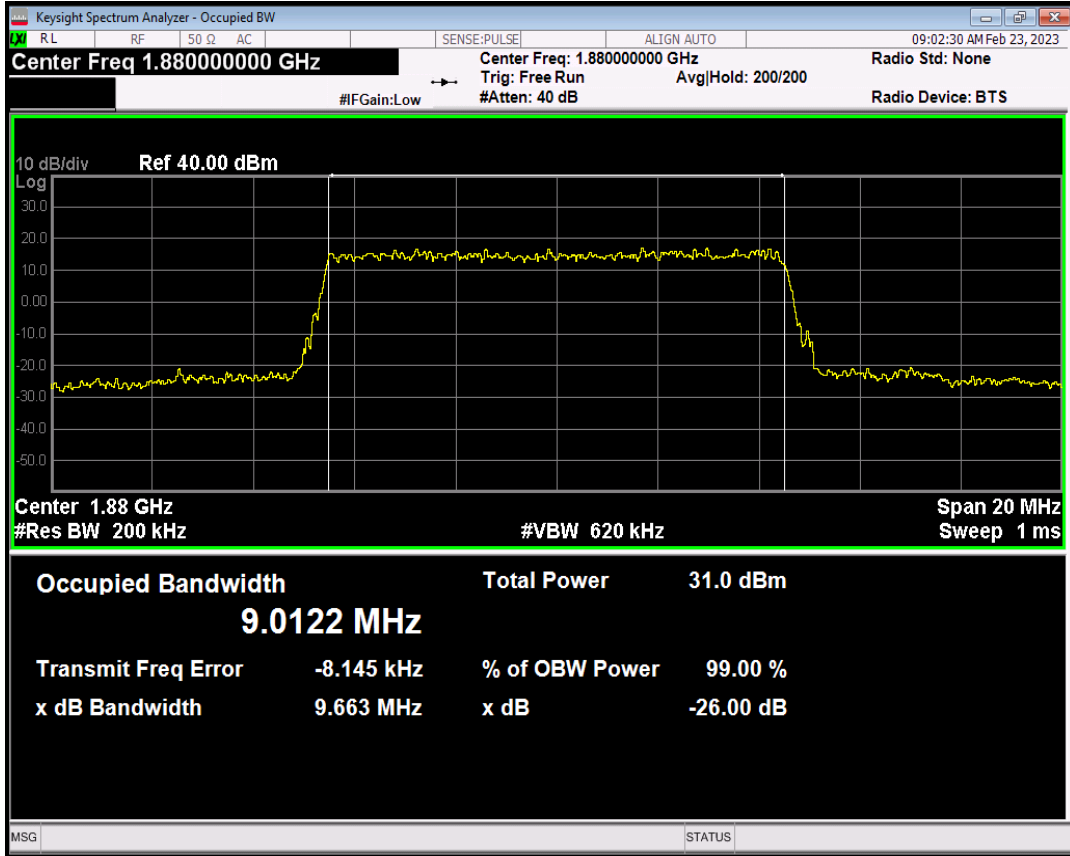 Keysight Spectrum Analyzer - Occupied BW
LXI RL RF 50 Ω AC SENSE:PULSE ALIGN AUTO 09:02:30 AM Feb 23, 2023
Center Freq 1.880000000 GHz Center Freq: 1.880000000 GHz Radio Std: None
Trig: Free Run Avg|Hold: 200/200
#IFGain:Low #Atten: 40 dB Radio Device: BTS
10 dB/div Ref 40.00 dBm
Log
30.0
20.0
10.0
0.00
-10.0
-20.0
-30.0
-40.0
-50.0
Center 1.88 GHz Span 20 MHz
#Res BW 200 kHz #VBW 620 kHz Sweep 1 ms
Occupied Bandwidth Total Power 31.0 dBm
9.0122 MHz
Transmit Freq Error -8.145 kHz % of OBW Power 99.00 %
x dB Bandwidth 9.663 MHz x dB -26.00 dB
MSG STATUS